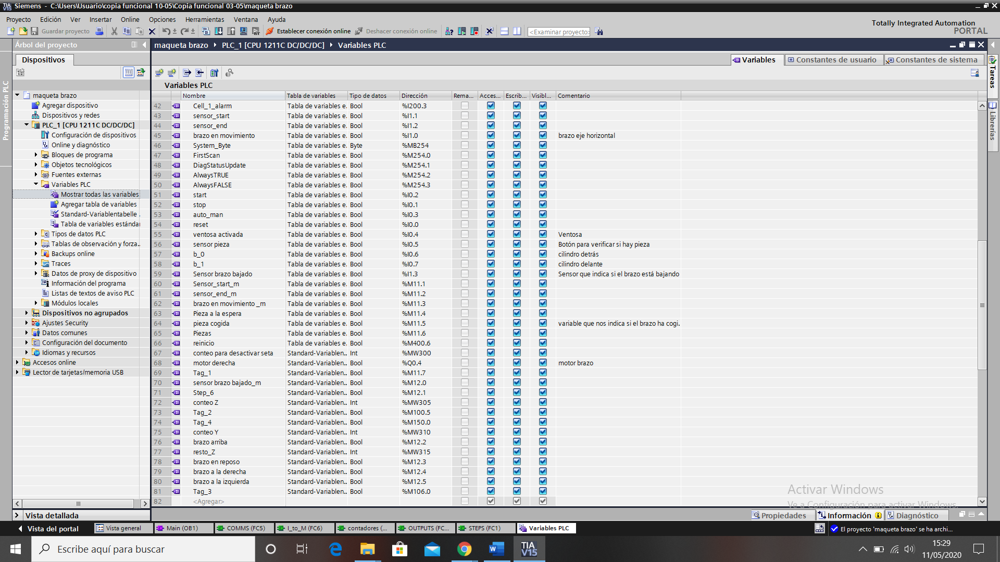 Siemens - C:\Users\Usuario\copia funcional 10-05\Copia funcional 03-05\maqueta brazo
Proyecto Edición Ver Insertar Online Opciones Herramientas Ventana Ayuda
Totally Integrated Automation
PORTAL
Guardar proyecto Establecer conexión online Deshacer conexión online <Examinar proyecto>
Árbol del proyecto
maqueta brazo PLC_1 [CPU 1211C DC/DC/DC] Variables PLC
Dispositivos
Variables Constantes de usuario Constantes de sistema
Programación PLC
Tareas
Librerías
maqueta brazo
Agregar dispositivo
Dispositivos y redes
PLC_1 [CPU 1211C DC/DC/DC]
Configuración de dispositivos
Online y diagnóstico
Bloques de programa
Objetos tecnológicos
Fuentes externas
Variables PLC
Mostrar todas las variables
Agregar tabla de variables
Standard-Variablentabelle
Tabla de variables estándar
Tipos de datos PLC
Tablas de observación y forza..
Backups online
Traces
Datos de proxy de dispositivo
Información del programa
Listas de textos de aviso PLC
Módulos locales
Dispositivos no agrupados
Ajustes Security
Datos comunes
Configuración del documento
Idiomas y recursos
Accesos online
Lector de tarjetas/memoria USB
Variables PLC
Nombre Tabla de variables Tipo de datos Dirección Rema... Acces... Escrib... Visibl... Comentario
42 Cell_1_alarm Tabla de variables e. Bool %I200.3
43 sensor_start Tabla de variables e. Bool %I1.1
44 sensor_end Tabla de variables e. Bool %I1.2
45 brazo en movimiento Tabla de variables e. Bool %I1.0 brazo eje horizontal
46 System_Byte Tabla de variables e. Byte %MB254
47 FirstScan Tabla de variables e. Bool %M254.0
48 DiagStatusUpdate Tabla de variables e. Bool %M254.1
49 AlwaysTRUE Tabla de variables e. Bool %M254.2
50 AlwaysFALSE Tabla de variables e. Bool %M254.3
51 start Tabla de variables e. Bool %I0.2
52 stop Tabla de variables e. Bool %I0.1
53 auto_man Tabla de variables e. Bool %I0.3
54 reset Tabla de variables e. Bool %I0.0
55 ventosa activada Tabla de variables e. Bool %I0.4 Ventosa
56 sensor pieza Tabla de variables e. Bool %I0.5 Botón para verificar si hay pieza
57 b_0 Tabla de variables e. Bool %I0.6 cilindro detrás
58 b_1 Tabla de variables e. Bool %I0.7 cilindro delante
59 Sensor brazo bajado Tabla de variables e. Bool %I1.3 Sensor que indica si el brazo está bajando
60 Sensor_start_m Tabla de variables e. Bool %M11.1
61 sensor_end_m Tabla de variables e. Bool %M11.2
62 brazo en movimiento _m Tabla de variables e. Bool %M11.3
63 Pieza a la espera Tabla de variables e. Bool %M11.4
64 pieza cogida Tabla de variables e. Bool %M11.5 variable que nos indica si el brazo ha cogi.
65 Piezas Tabla de variables e. Bool %M11.6
66 reinicio Tabla de variables e. Bool %M400.6
67 conteo para desactivar seta Standard-Variablen.. Int %MW300
68 motor derecha Standard-Variablen.. Bool %Q0.4 motor brazo
69 Tag_1 Standard-Variablen.. Bool %M11.7
70 sensor brazo bajado_m Standard-Variablen.. Bool %M12.0
71 Step_6 Standard-Variablen.. Bool %M12.1
72 conteo Z Standard-Variablen.. Int %MW305
73 Tag_2 Standard-Variablen.. Bool %M100.5
74 Tag_4 Standard-Variablen.. Bool %M150.0
75 conteo Y Standard-Variablen.. Int %MW310
76 brazo arriba Standard-Variablen.. Bool %M12.2
77 resto_Z Standard-Variablen.. Int %MW315
78 brazo en reposo Standard-Variablen.. Bool %M12.3
79 brazo a la derecha Standard-Variablen.. Bool %M12.4
80 brazo a la izquierda Standard-Variablen.. Bool %M12.5
81 Tag_3 Standard-Variablen.. Bool %M106.0
82 <Agregar>
Activar Windows
Ve a Configuración para activar Windows.
Vista detallada
Propiedades Información Diagnóstico
Vista del portal Vista general Main (OB1) COMMS (FC5) I_to_M (FC6) contadores (... OUTPUTS (FC... STEPS (FC1) Variables PLC El proyecto 'maqueta brazo' se ha archi...
Escribe aquí para buscar
TIA
V15
15:29
11/05/2020